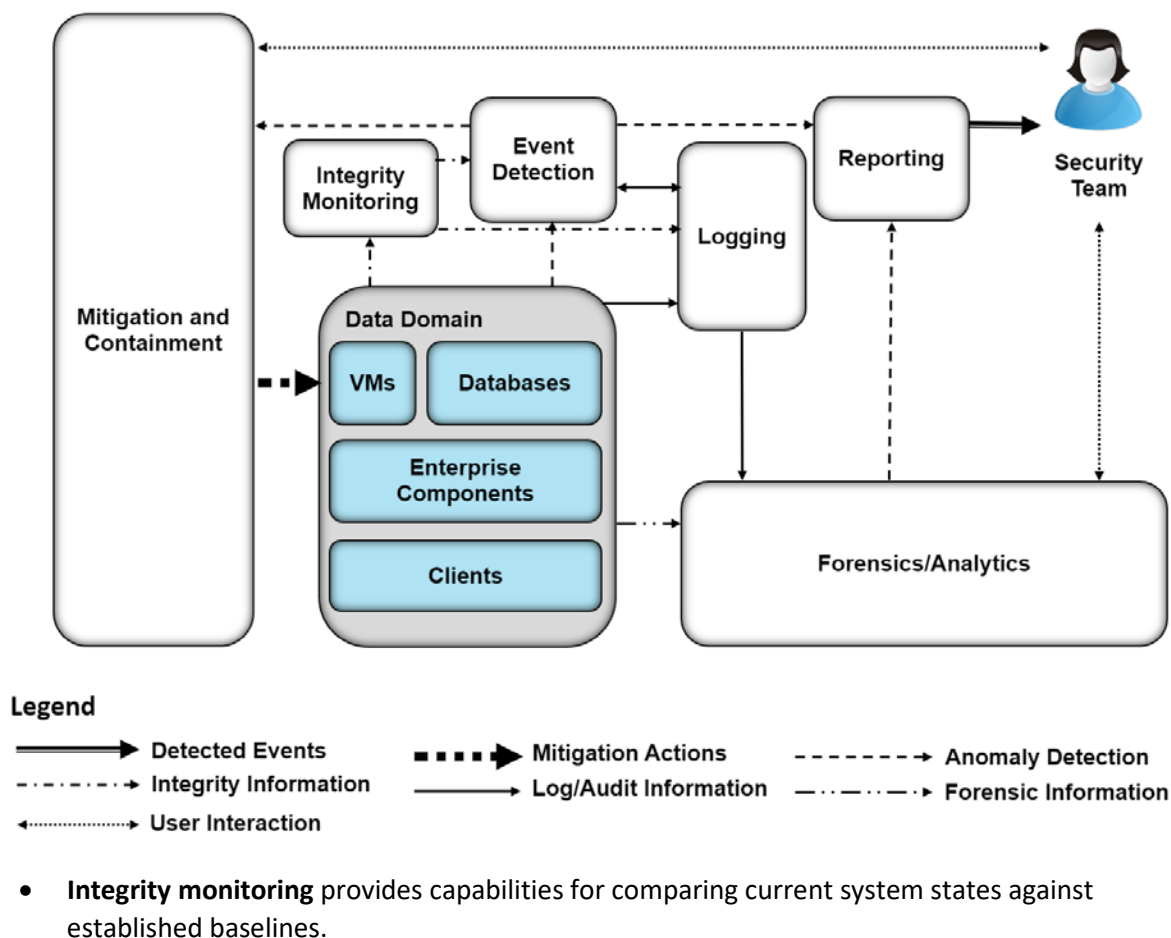 Security
Team
Event
Detection
Reporting
Integrity
Monitoring
Logging
Mitigation and
Containment
Data Domain
VMs
Databases
Enterprise
Components
Clients
Forensics/Analytics
Legend
Detected Events
Mitigation Actions
Anomaly Detection
Integrity Information
Log/Audit Information
Forensic Information
User Interaction
• Integrity monitoring provides capabilities for comparing current system states against
established baselines.